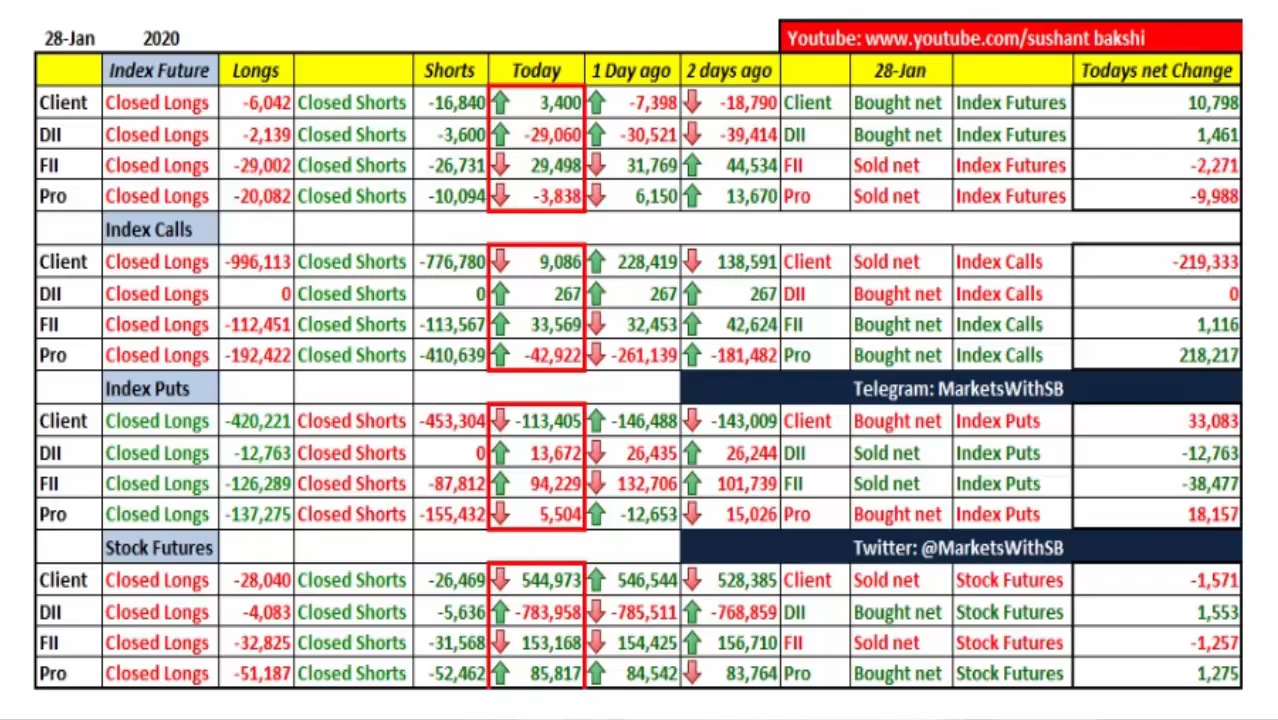 28-Jan 2020 Youtube: www.youtube.com/sushant bakshi
Index Future Longs Shorts Today 1 Day ago 2 days ago 28-Jan Todays net Change
Client Closed Longs -6,042 Closed Shorts -16,840 3,400 -7,398 -18,790 Client Bought net Index Futures 10,798
DII Closed Longs -2,139 Closed Shorts -3,600 -29,060 -30,521 -39,414 DII Bought net Index Futures 1,461
FII Closed Longs -29,002 Closed Shorts -26,731 29,498 31,769 44,534 FII Sold net Index Futures -2,271
Pro Closed Longs -20,082 Closed Shorts -10,094 -3,838 6,150 13,670 Pro Sold net Index Futures -9,988
Index Calls
Client Closed Longs -996,113 Closed Shorts -776,780 9,086 228,419 138,591 Client Sold net Index Calls -219,333
DII Closed Longs 0 Closed Shorts 0 267 267 267 DII Bought net Index Calls 0
FII Closed Longs -112,451 Closed Shorts -113,567 33,569 32,453 42,624 FII Bought net Index Calls 1,116
Pro Closed Longs -192,422 Closed Shorts -410,639 -42,922 -261,139 -181,482 Pro Bought net Index Calls 218,217
Index Puts Telegram: MarketsWithSB
Client Closed Longs -420,221 Closed Shorts -453,304 -113,405 -146,488 -143,009 Client Bought net Index Puts 33,083
DII Closed Longs -12,763 Closed Shorts 0 13,672 26,435 26,244 DII Sold net Index Puts -12,763
FII Closed Longs -126,289 Closed Shorts -87,812 94,229 132,706 101,739 FII Sold net Index Puts -38,477
Pro Closed Longs -137,275 Closed Shorts -155,432 5,504 -12,653 15,026 Pro Bought net Index Puts 18,157
Stock Futures Twitter: @MarketsWithSB
Client Closed Longs -28,040 Closed Shorts -26,469 544,973 546,544 528,385 Client Sold net Stock Futures -1,571
DII Closed Longs -4,083 Closed Shorts -5,636 -783,958 -785,511 -768,859 DII Bought net Stock Futures 1,553
FII Closed Longs -32,825 Closed Shorts -31,568 153,168 154,425 156,710 FII Sold net Stock Futures -1,257
Pro Closed Longs -51,187 Closed Shorts -52,462 85,817 84,542 83,764 Pro Bought net Stock Futures 1,275